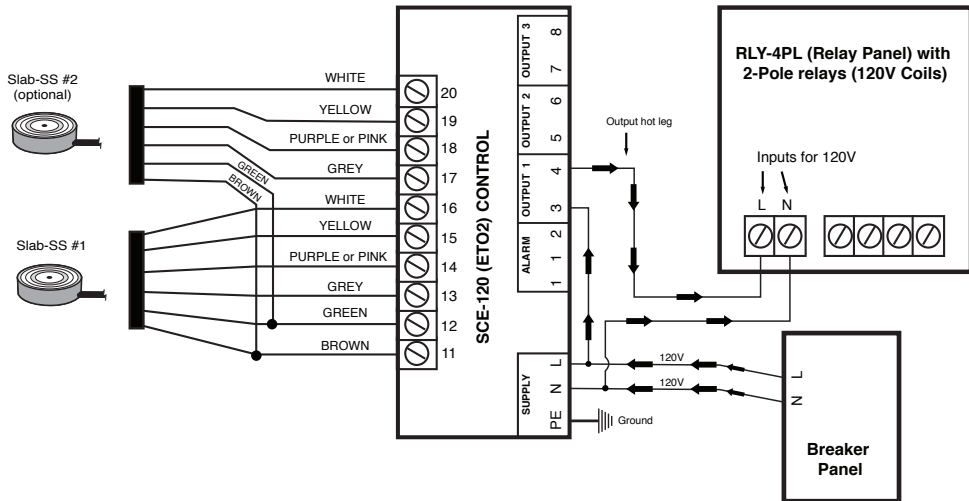 Slab-SS #2
(optional)
WHITE
YELLOW
PURPLE or PINK
GREY
GREEN
BROWN
Slab-SS #1
WHITE
YELLOW
PURPLE or PINK
GREY
GREEN
BROWN
20
19
18
17
16
15
14
13
12
11
SCE-120 (ETO2) CONTROL
OUTPUT 3
8
7
OUTPUT 2
6
5
OUTPUT 1
4
3
ALARM
2
1
1
SUPPLY
L
N
PE
Ground
Output hot leg
120V
120V
RLY-4PL (Relay Panel) with
2-Pole relays (120V Coils)
Inputs for 120V
L N
L
N
Breaker
Panel